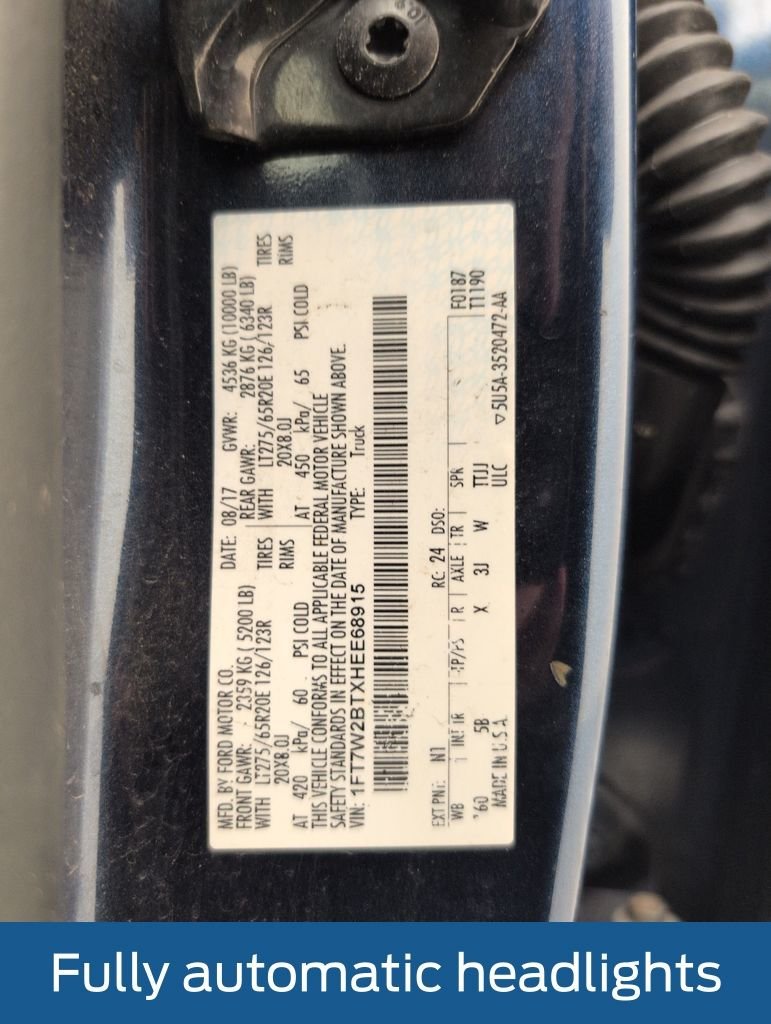 MFD. BY FORD MOTOR CO.
DATE: 08/17 GVWR: 4536 KG (10000 LB)
FRONT GAWR: 2359 KG ( 5200 LB) REAR GAWR: 2876 KG ( 6340 LB)
WITH LT275/65R20E 126/123R TIRES WITH LT275/65R20E 126/123R TIRES
20X8.0J RIMS 20X8.0J RIMS
AT 420 kPa/ 60 PSI COLD AT 450 kPa/ 65 PSI COLD
THIS VEHICLE CONFORMS TO ALL APPLICABLE FEDERAL MOTOR VEHICLE
SAFETY STANDARDS IN EFFECT ON THE DATE OF MANUFACTURE SHOWN ABOVE.
VIN: 1FT7W2BTXHEE68915 TYPE: Truck
F0187
T1190
EXT PNT: N1 RC: 24 DSO:
WB INT TR TP/PS R AXLE TR SPR
160 5B X 3J W TTJJ
MADE IN U.S.A. ULC
▽5U5A-3520472-AA
Fully automatic headlights